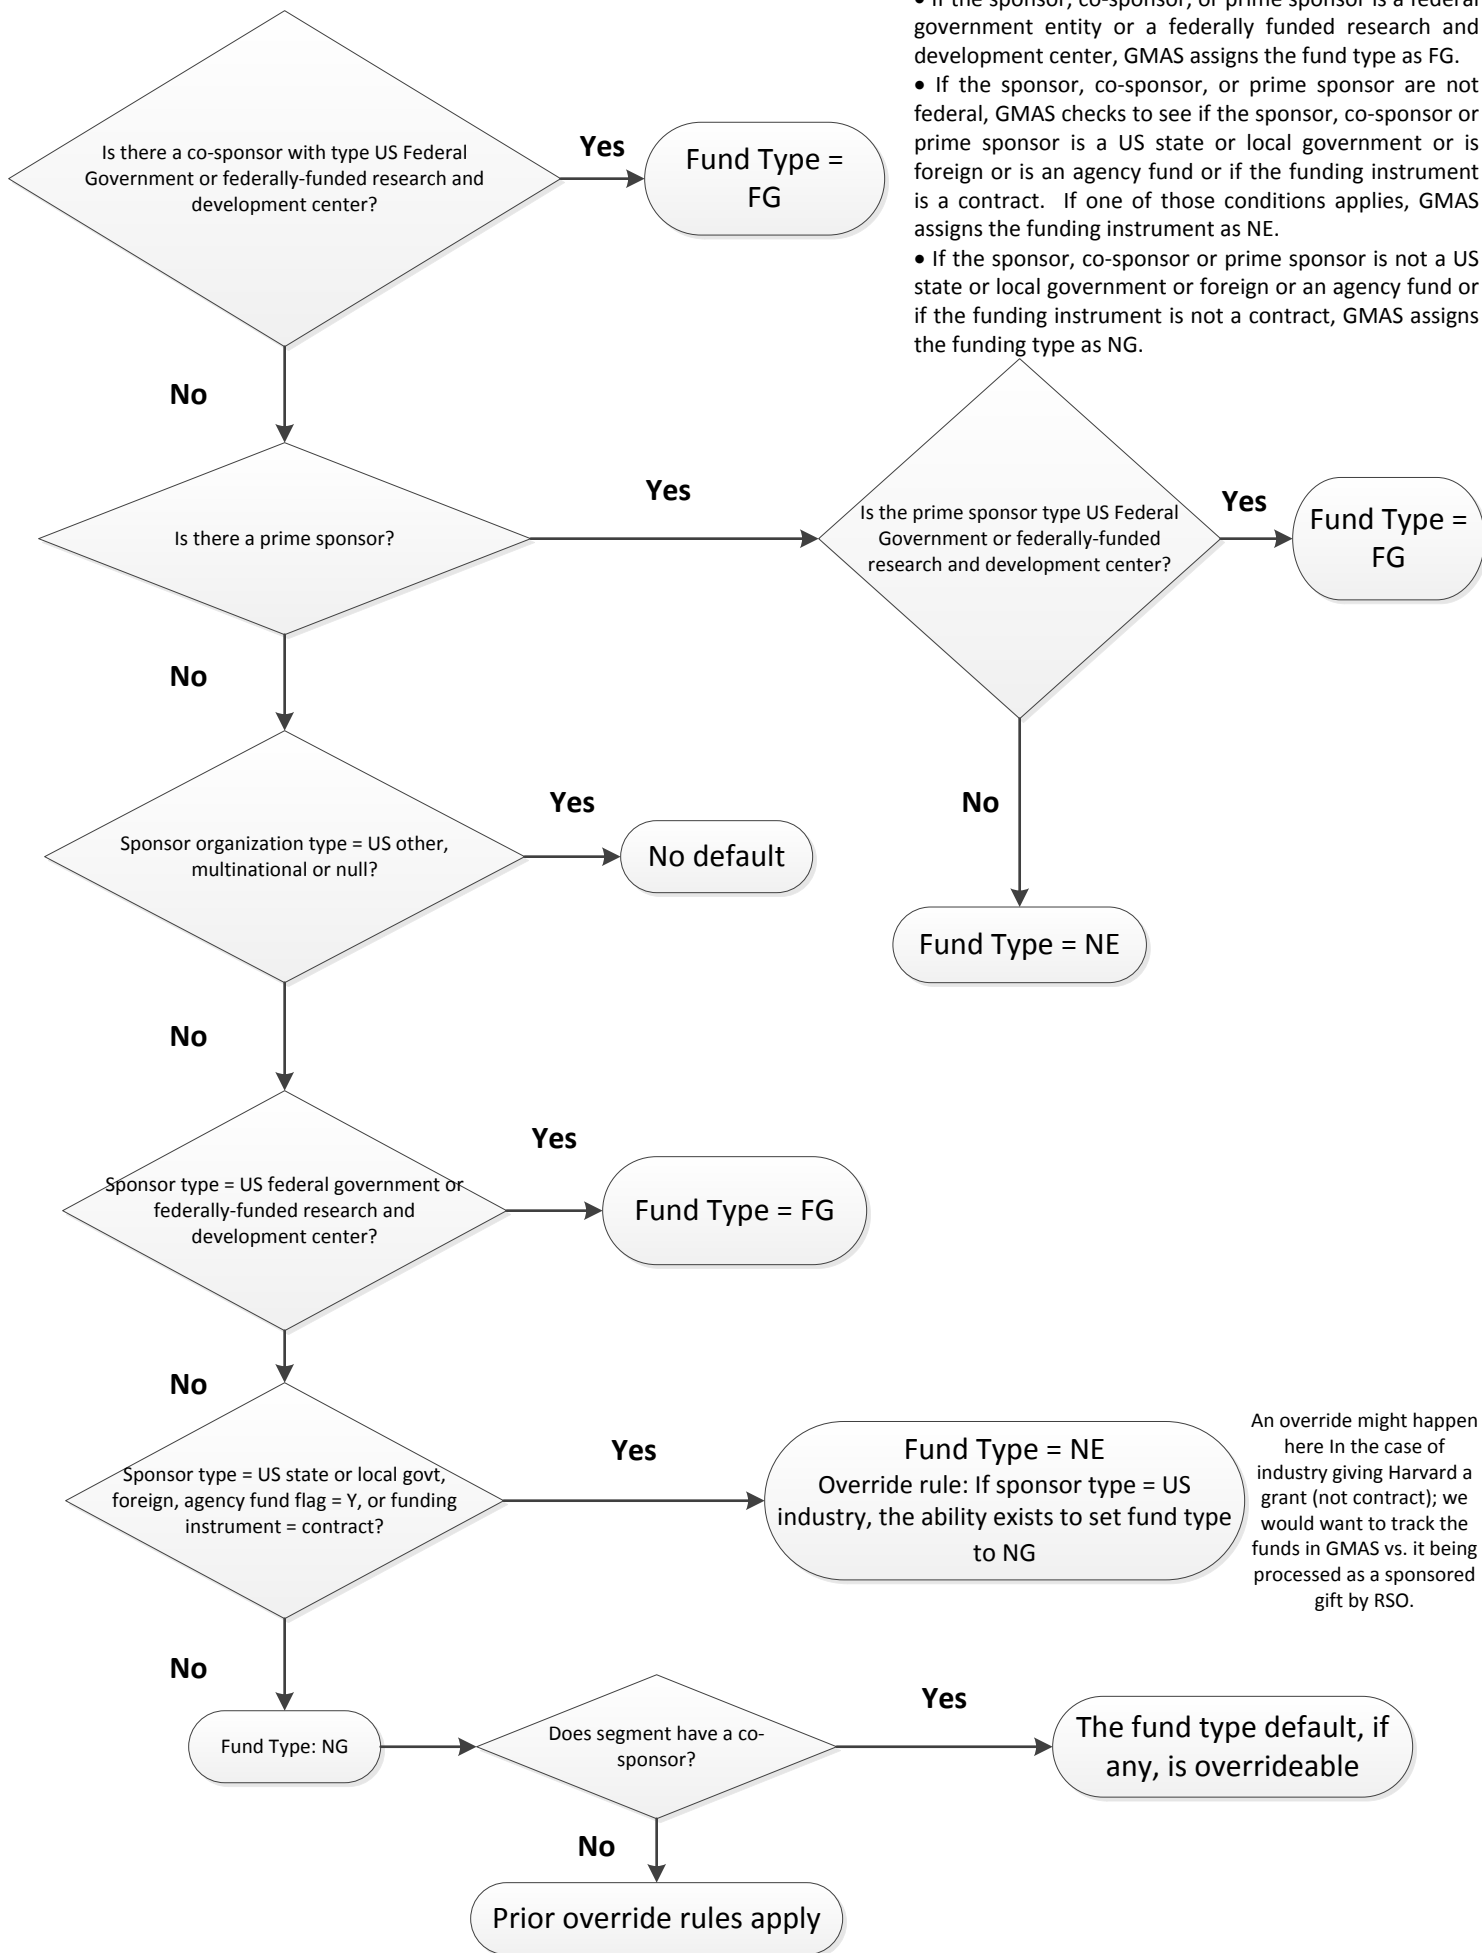 • If the sponsor, co-sponsor, or prime sponsor is a federal
government entity or a federally funded research and
development center, GMAS assigns the fund type as FG.
• If the sponsor, co-sponsor, or prime sponsor are not
federal, GMAS checks to see if the sponsor, co-sponsor or
prime sponsor is a US state or local government or is
foreign or is an agency fund or if the funding instrument
is a contract.  If one of those conditions applies, GMAS
assigns the funding instrument as NE.
• If the sponsor, co-sponsor or prime sponsor is not a US
state or local government or foreign or an agency fund or
if the funding instrument is not a contract, GMAS assigns
the funding type as NG.
Is there a co-sponsor with type US Federal
Government or federally-funded research and
development center?
Yes
Fund Type =
FG
No
Is there a prime sponsor?
Yes
Is the prime sponsor type US Federal
Government or federally-funded
research and development center?
Yes
Fund Type =
FG
No
No
Fund Type = NE
Sponsor organization type = US other,
multinational or null?
Yes
No default
No
Sponsor type = US federal government or
federally-funded research and
development center?
Yes
Fund Type = FG
No
Sponsor type = US state or local govt,
foreign, agency fund flag = Y, or funding
instrument = contract?
Yes
Fund Type = NE
Override rule: If sponsor type = US
industry, the ability exists to set fund type
to NG
An override might happen
here In the case of
industry giving Harvard a
grant (not contract); we
would want to track the
funds in GMAS vs. it being
processed as a sponsored
gift by RSO.
No
Fund Type: NG
Does segment have a co-
sponsor?
Yes
The fund type default, if
any, is overrideable
No
Prior override rules apply